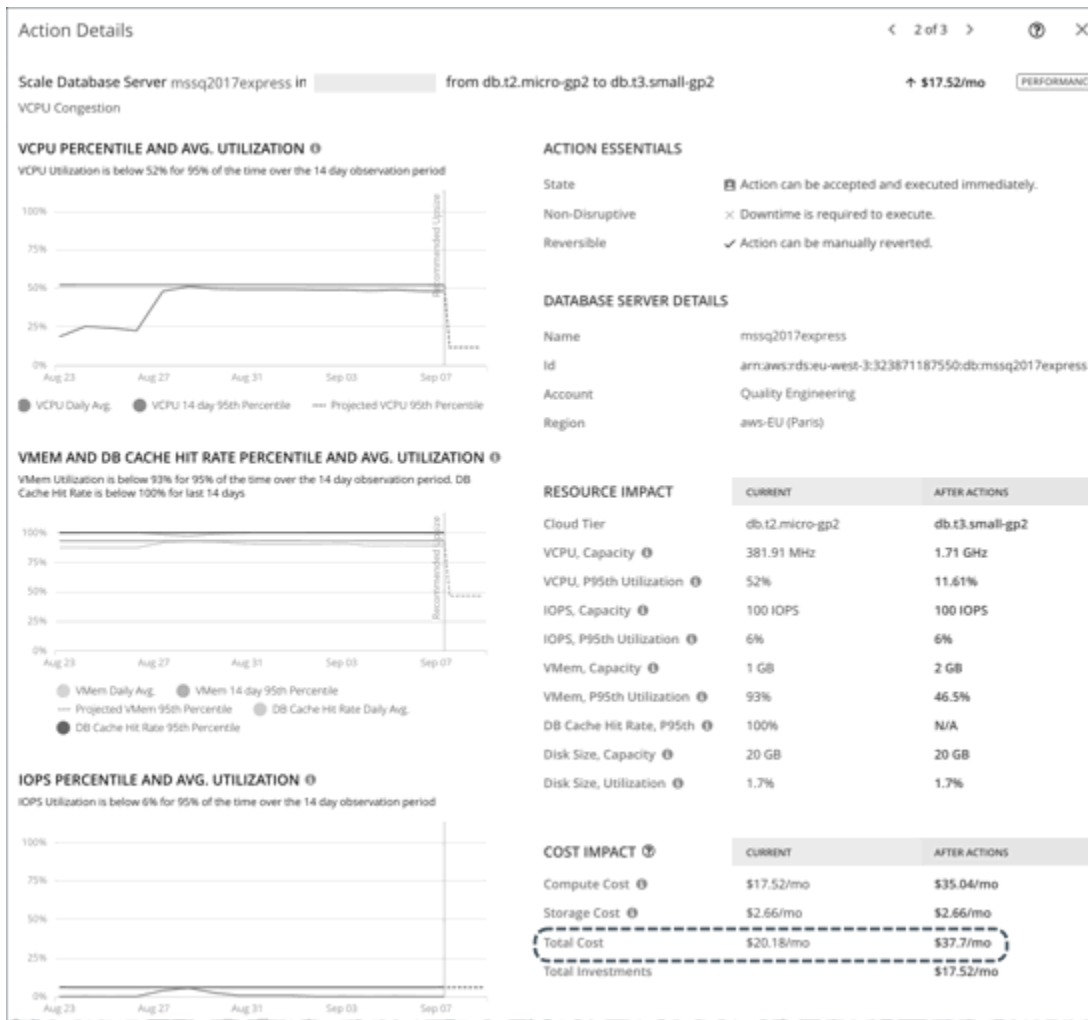 Action Details
2 of 3
Scale Database Server mssq2017express in from db.t2.micro-gp2 to db.t3.small-gp2
↑ $17.52/mo
PERFORMANC
VCPU Congestion
VCPU PERCENTILE AND AVG. UTILIZATION
VCPU Utilization is below 52% for 95% of the time over the 14 day observation period
100%
75%
50%
25%
0%
Recommended Upsize
Aug 23 Aug 27 Aug 31 Sep 03 Sep 07
VCPU Daily Avg. VCPU 14 day 95th Percentile Projected VCPU 95th Percentile
VMEM AND DB CACHE HIT RATE PERCENTILE AND AVG. UTILIZATION
VMem Utilization is below 93% for 95% of the time over the 14 day observation period. DB
Cache Hit Rate is below 100% for last 14 days
100%
75%
50%
25%
0%
Recommended Upsize
Aug 23 Aug 27 Aug 31 Sep 03 Sep 07
VMem Daily Avg. VMem 14 day 95th Percentile
Projected VMem 95th Percentile DB Cache Hit Rate Daily Avg.
DB Cache Hit Rate 95th Percentile
IOPS PERCENTILE AND AVG. UTILIZATION
IOPS Utilization is below 6% for 95% of the time over the 14 day observation period
100%
75%
50%
25%
0%
Aug 23 Aug 27 Aug 31 Sep 03 Sep 07
ACTION ESSENTIALS
State Action can be accepted and executed immediately.
Non-Disruptive Downtime is required to execute.
Reversible Action can be manually reverted.
DATABASE SERVER DETAILS
Name mssq2017express
Id arn:aws:rds:eu-west-3:323871187550:db:mssq2017express
Account Quality Engineering
Region aws-EU (Paris)
RESOURCE IMPACT CURRENT AFTER ACTIONS
Cloud Tier db.t2.micro-gp2 db.t3.small-gp2
VCPU, Capacity 381.91 MHz 1.71 GHz
VCPU, P95th Utilization 52% 11.61%
IOPS, Capacity 100 IOPS 100 IOPS
IOPS, P95th Utilization 6% 6%
VMem, Capacity 1 GB 2 GB
VMem, P95th Utilization 93% 46.5%
DB Cache Hit Rate, P95th 100% N/A
Disk Size, Capacity 20 GB 20 GB
Disk Size, Utilization 1.7% 1.7%
COST IMPACT CURRENT AFTER ACTIONS
Compute Cost $17.52/mo $35.04/mo
Storage Cost $2.66/mo $2.66/mo
Total Cost $20.18/mo $37.7/mo
Total Investments $17.52/mo